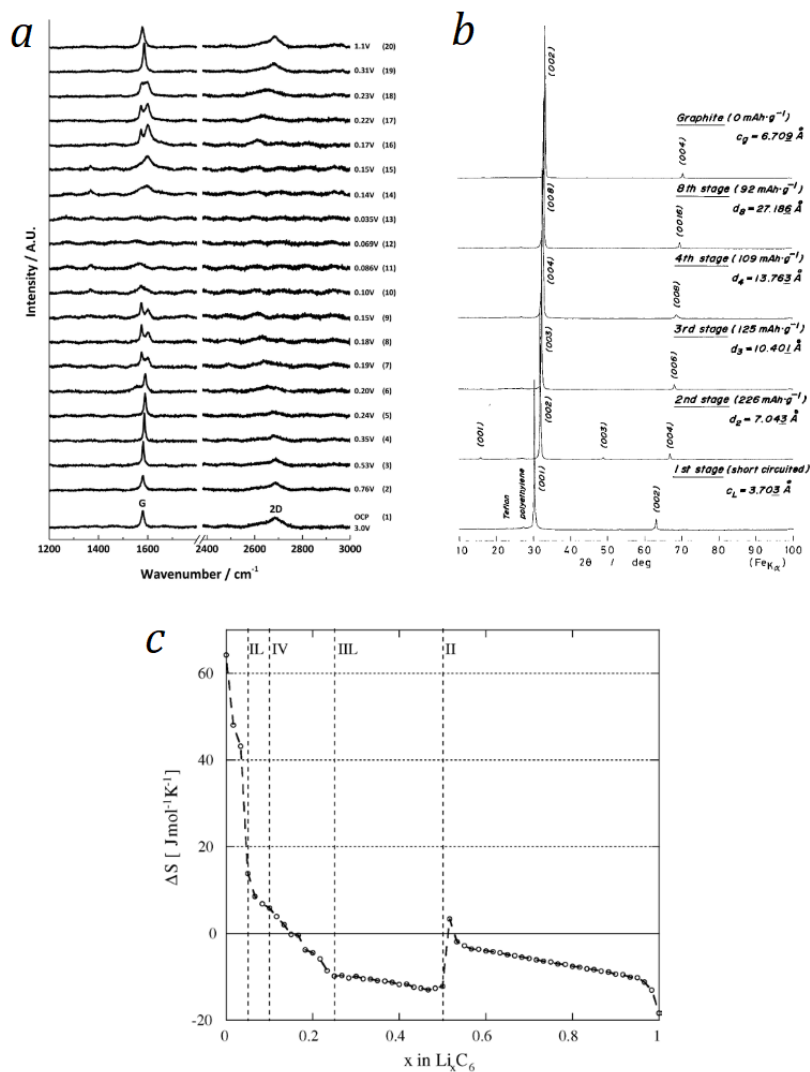 a
1.1V (20)
0.31V (19)
0.23V (18)
0.22V (17)
0.17V (16)
0.15V (15)
0.14V (14)
0.035V (13)
0.069V (12)
0.086V (11)
0.10V (10)
0.15V (9)
0.18V (8)
0.19V (7)
0.20V (6)
0.24V (5)
0.35V (4)
0.53V (3)
0.76V (2)
G 2D
OCP (1)
3.0V
1200 1400 1600 2400 2600 2800 3000
Wavenumber / cm⁻¹
Intensity / A.U.
b
(002)
Graphite (0 mAh·g⁻¹)
c_g = 6.709 Å
(004)
(008)
8th stage (92 mAh·g⁻¹)
d₈ = 27.186 Å
(0016)
(004)
4th stage (109 mAh·g⁻¹)
d₄ = 13.763 Å
(008)
(003)
3rd stage (125 mAh·g⁻¹)
d₃ = 10.401 Å
(006)
(002)
2nd stage (226 mAh·g⁻¹)
d₂ = 7.043 Å
(001) (003) (004)
(001)
1st stage (short circuited)
c_L = 3.703 Å
Teflon
polyethylene
(002)
10 20 30 40 50 60 70 80 90 100
2θ / deg (FeKα)
c
IL IV IIL II
60
40
20
0
-20
ΔS [ Jmol⁻¹K⁻¹]
0 0.2 0.4 0.6 0.8 1
x in LiₓC₆